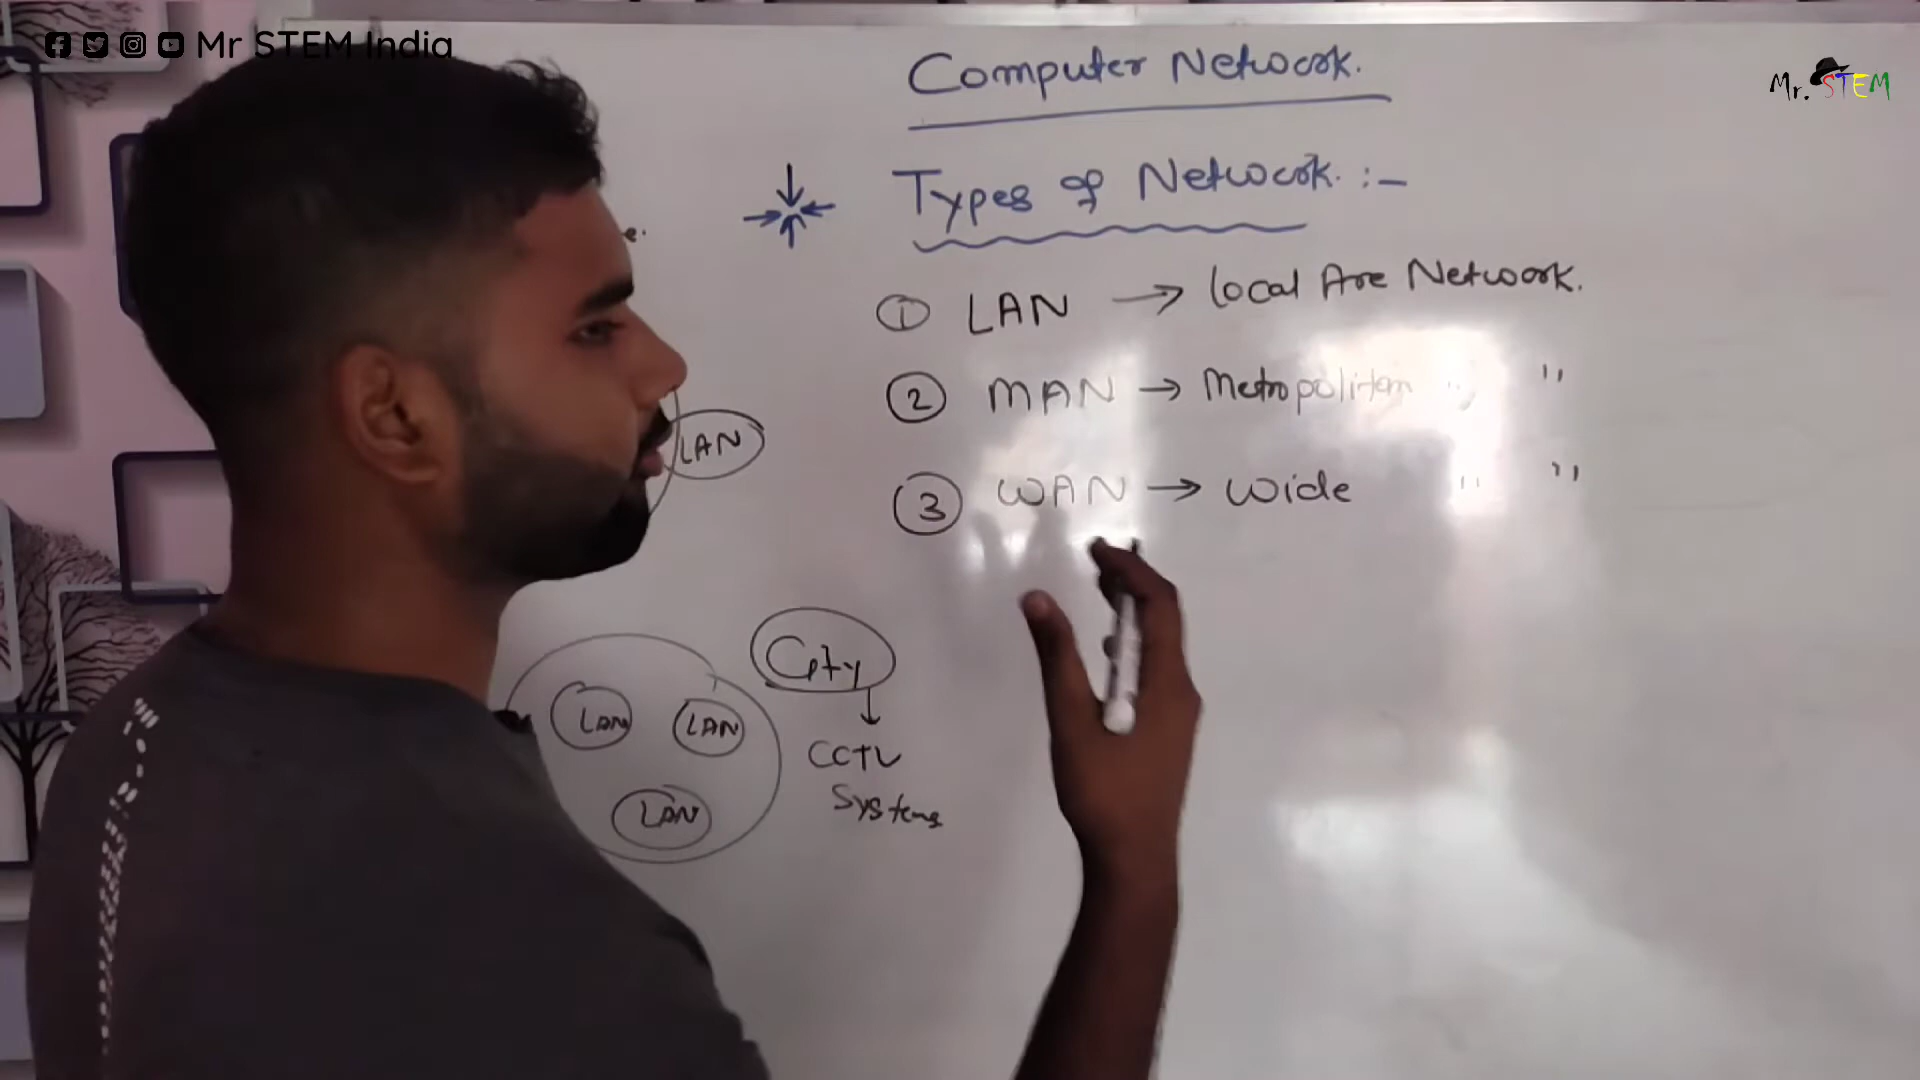 Mr STEM India
Mr. STEM
Computer Network.
Types of Network. :-
① LAN → Local Are Network.
② MAN → Metropolitan " "
③ WAN → Wide " "
e.
LAN
City
LAN LAN
CCTV
LAN
Systems